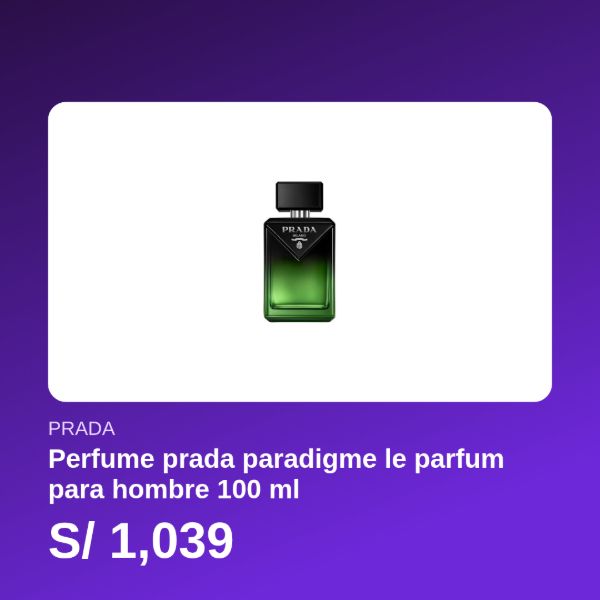 PRADA
MILANO
PRADA
Perfume prada paradigme le parfum
para hombre 100 ml
S/ 1,039